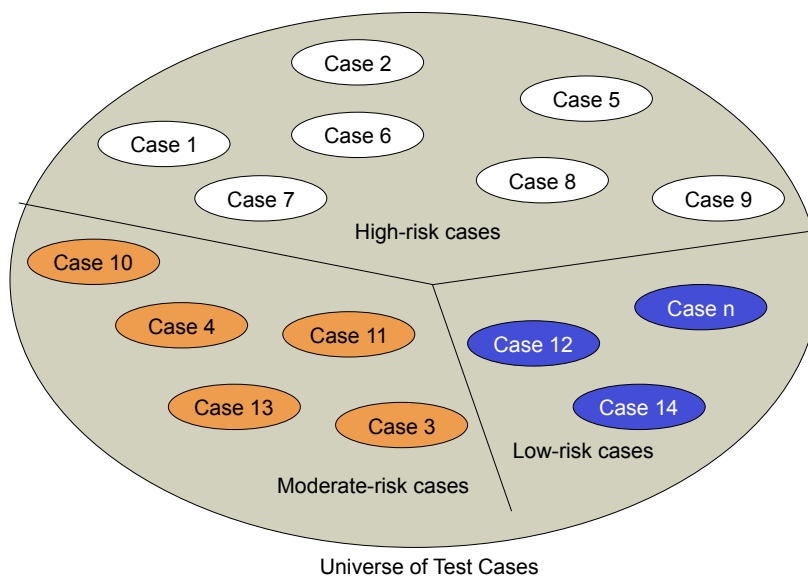 Case 2
Case 5
Case 1
Case 6
Case 7
Case 8
Case 9
High-risk cases
Case 10
Case 4
Case 11
Case 13
Case 3
Moderate-risk cases
Case n
Case 12
Case 14
Low-risk cases
Universe of Test Cases